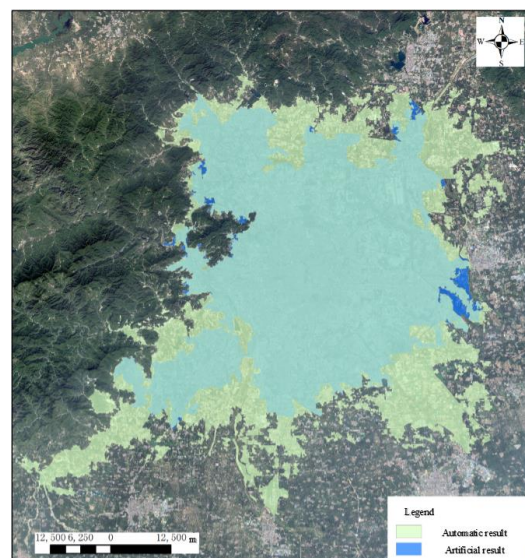 N
W E
S
Legend
Automatic result
Artificial result
12,500 6,250 0 12,500 m